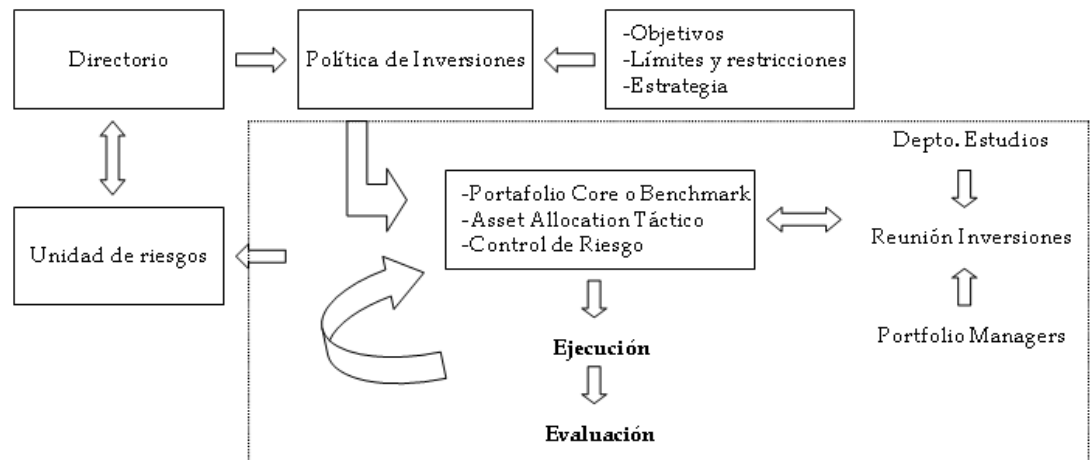 Directorio
Política de Inversiones
-Objetivos
-Límites y restricciones
-Estrategia
Depto. Estudios
-Portafolio Core o Benchmark
-Asset Allocation Táctico
-Control de Riesgo
Reunión Inversiones
Unidad de riesgos
Portfolio Managers
Ejecución
Evaluación